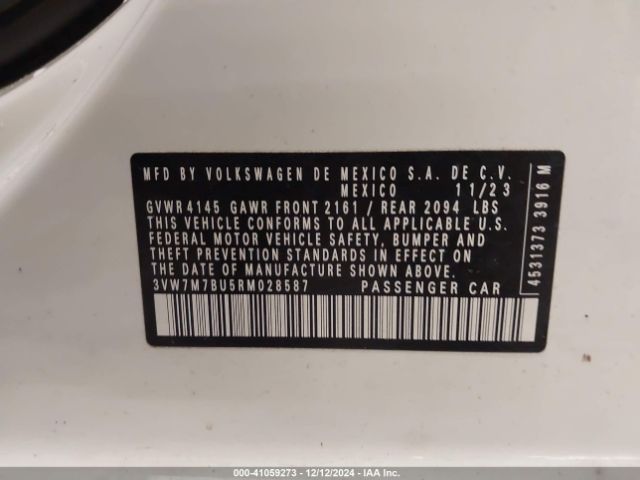 MFD BY VOLKSWAGEN DE MEXICO S.A. DE C.V.
MEXICO 11/23
GVWR 4145 GAWR FRONT 2161 / REAR 2094 LBS
THIS VEHICLE CONFORMS TO ALL APPLICABLE U.S.
FEDERAL MOTOR VEHICLE SAFETY, BUMPER AND
THEFT PREVENTION STANDARDS IN EFFECT ON
THE DATE OF MANUFACTURE SHOWN ABOVE.
3VW7M7BU5RM028587 PASSENGER CAR
4531373 3916 M
000-41059273 - 12/12/2024 - IAA Inc.